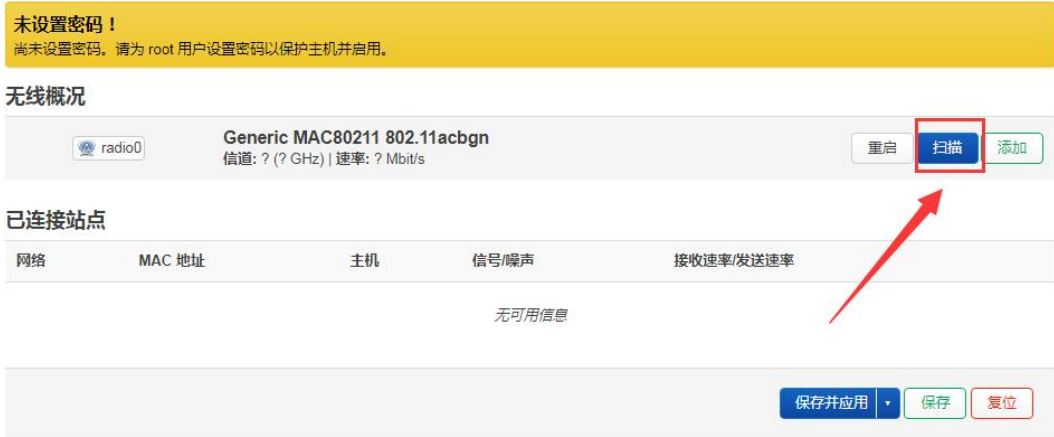 未设置密码！
尚未设置密码。请为 root 用户设置密码以保护主机并启用。
无线概况
radio0
Generic MAC80211 802.11acbgn
信道: ? (? GHz) | 速率: ? Mbit/s
重启 扫描 添加
已连接站点
网络 MAC 地址 主机 信号/噪声 接收速率/发送速率
无可用信息
保存并应用 保存 复位